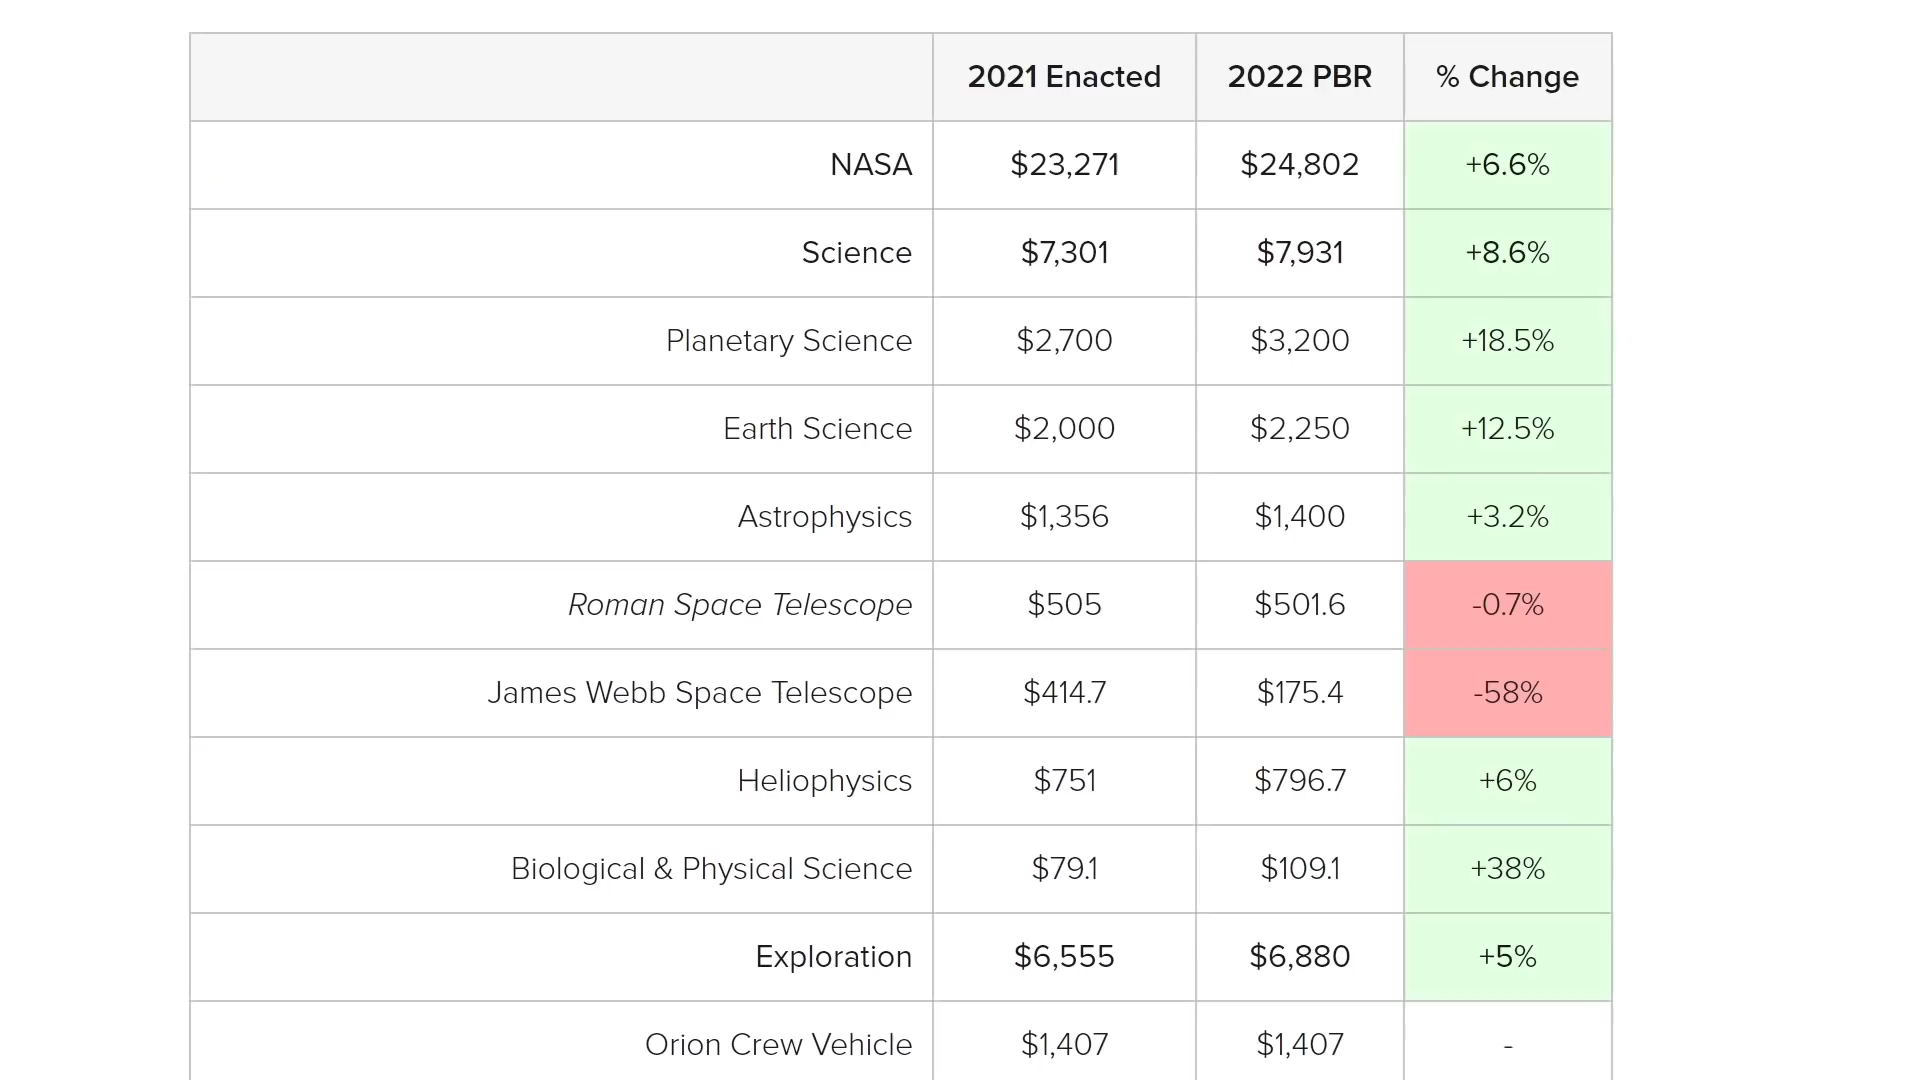 2021 Enacted 2022 PBR % Change
NASA $23,271 $24,802 +6.6%
Science $7,301 $7,931 +8.6%
Planetary Science $2,700 $3,200 +18.5%
Earth Science $2,000 $2,250 +12.5%
Astrophysics $1,356 $1,400 +3.2%
Roman Space Telescope $505 $501.6 -0.7%
James Webb Space Telescope $414.7 $175.4 -58%
Heliophysics $751 $796.7 +6%
Biological & Physical Science $79.1 $109.1 +38%
Exploration $6,555 $6,880 +5%
Orion Crew Vehicle $1,407 $1,407 -